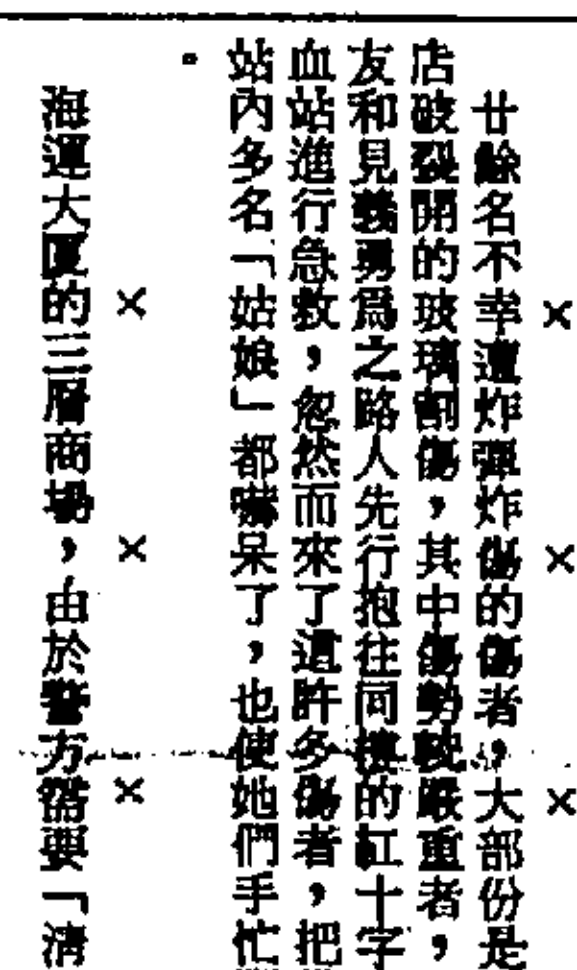 ×××
廿餘名不幸遭炸彈炸傷的傷者，大部份是
店破裂開的玻璃割傷，其中傷勢較嚴重者，
友和見義勇爲之路人先行抱往同樓的紅十字
血站進行急救，忽然而來了這許多傷者，把
站內多名「姑娘」都嚇呆了，也使她們手忙
。
×××
海運大厦的三層商場，由於警方需要「清